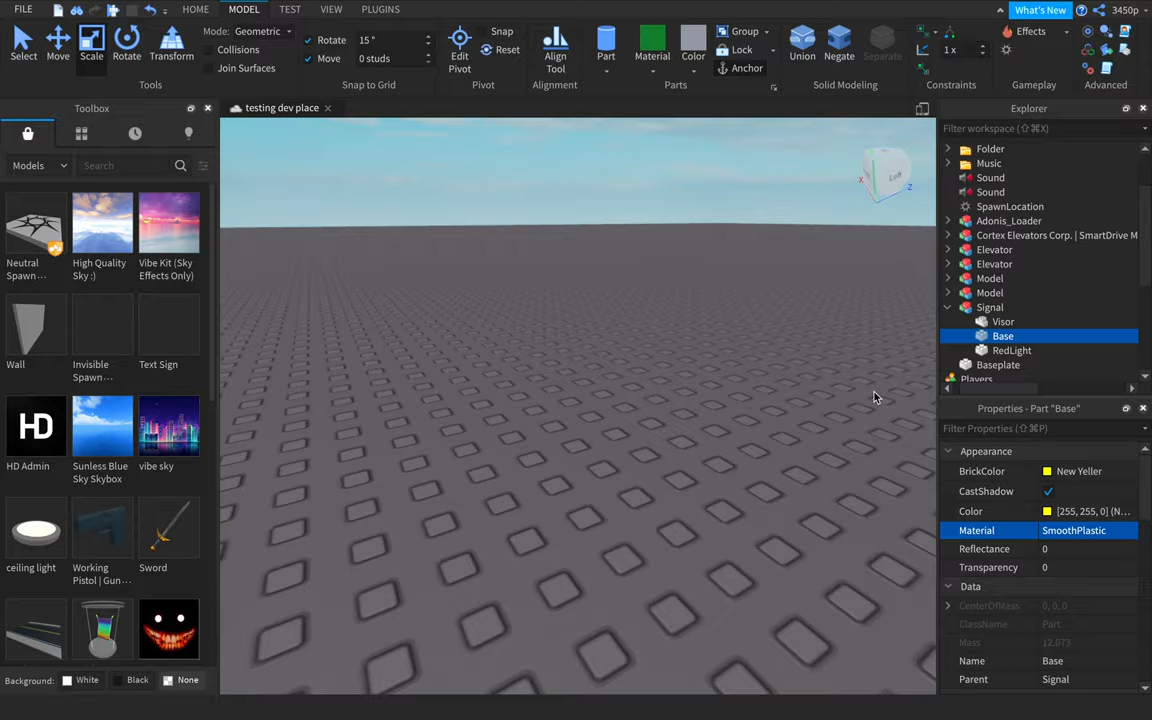 FILE
HOME
MODEL
TEST
VIEW
PLUGINS
What's New
3450p
Select
Move
Scale
Rotate
Transform
Mode: Geometric
Collisions
Join Surfaces
Tools
Rotate 15 °
Move 0 studs
Snap to Grid
Edit
Pivot
Snap
Reset
Pivot
Align
Tool
Alignment
Part
Material
Color
Group
Lock
Anchor
Parts
Union
Negate
Separate
Solid Modeling
1 x
Constraints
Effects
Gameplay
Advanced
Toolbox
testing dev place
Models
Search
Neutral
Spawn...
High Quality
Sky :)
Vibe Kit (Sky
Effects Only)
Wall
Invisible
Spawn...
Text Sign
HD
HD Admin
Sunless Blue
Sky Skybox
vibe sky
ceiling light
Working
Pistol | Gun...
Sword
Background: White Black None
Left
X
Z
Explorer
Filter workspace (⇧⌘X)
Folder
Music
Sound
Sound
SpawnLocation
Adonis_Loader
Cortex Elevators Corp. | SmartDrive M
Elevator
Elevator
Model
Model
Signal
Visor
Base
RedLight
Baseplate
Players
Properties - Part "Base"
Filter Properties (⇧⌘P)
Appearance
BrickColor New Yeller
CastShadow
Color [255, 255, 0] (N...
Material SmoothPlastic
Reflectance 0
Transparency 0
Data
CenterOfMass 0, 0, 0
ClassName Part
Mass 12.073
Name Base
Parent Signal